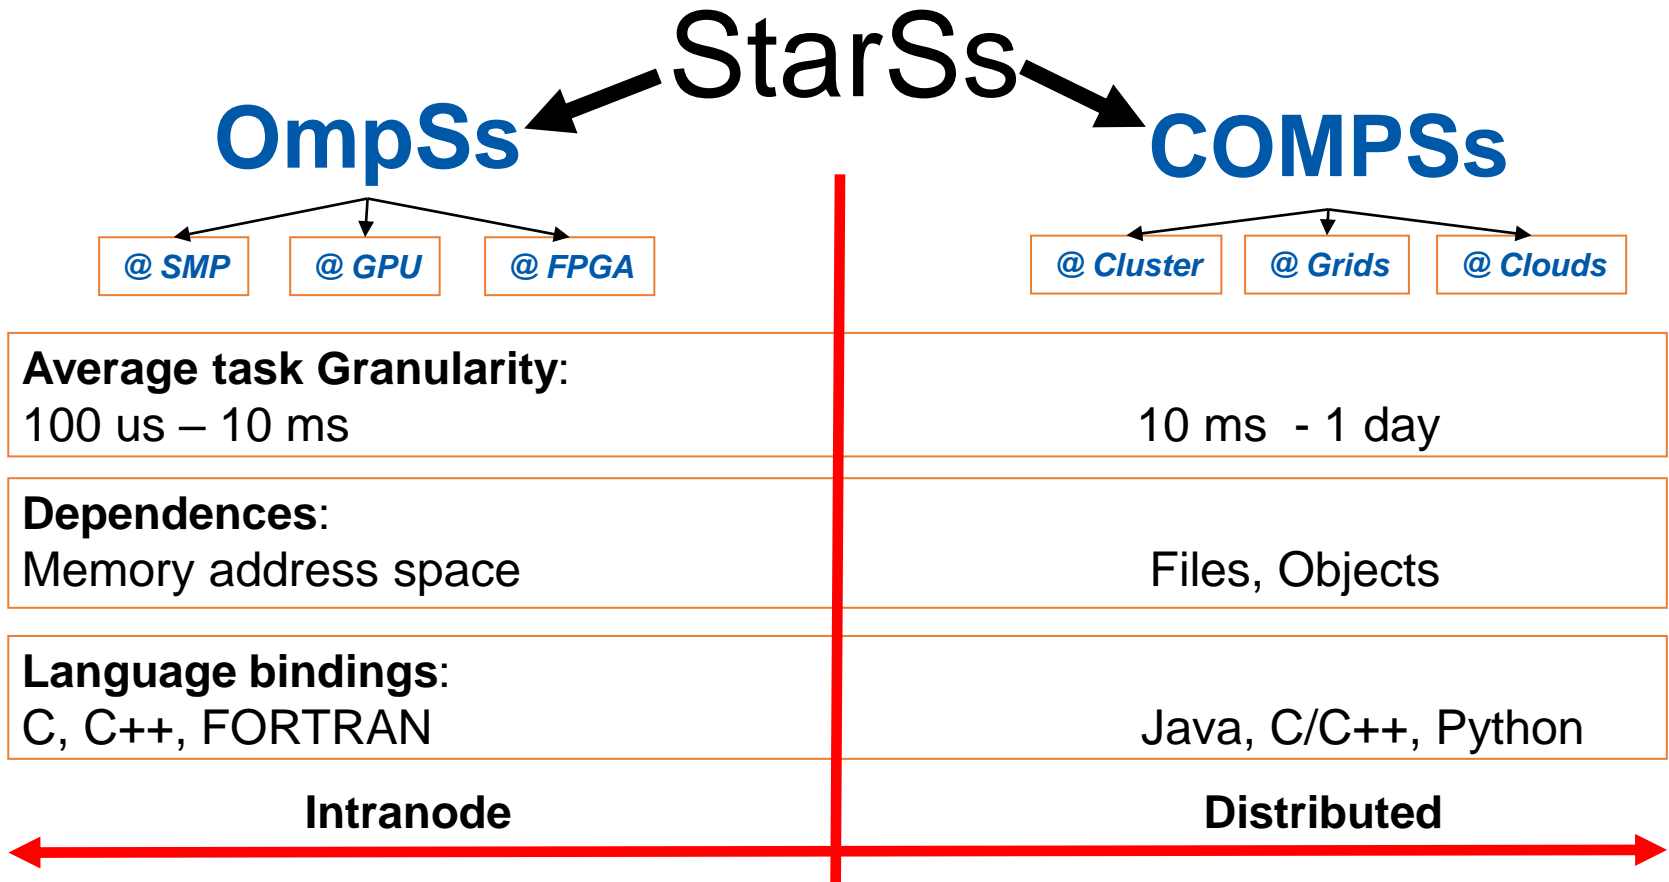 StarSs
OmpSs
COMPSs
@ SMP
@ GPU
@ FPGA
@ Cluster
@ Grids
@ Clouds
Average task Granularity:
100 us – 10 ms
10 ms - 1 day
Dependences:
Memory address space
Files, Objects
Language bindings:
C, C++, FORTRAN
Java, C/C++, Python
Intranode
Distributed